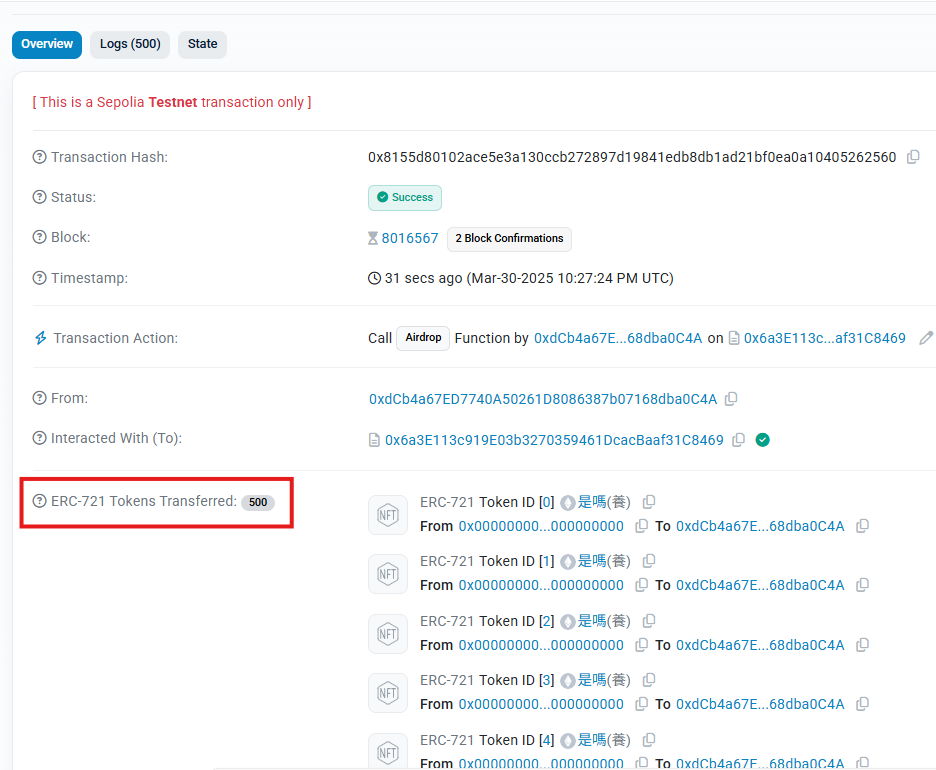 Overview Logs (500) State
[ This is a Sepolia Testnet transaction only ]
Transaction Hash: 0x8155d80102ace5e3a130ccb272897d19841edb8db1ad21bf0ea0a10405262560
Status: Success
Block: 8016567 2 Block Confirmations
Timestamp: 31 secs ago (Mar-30-2025 10:27:24 PM UTC)
Transaction Action: Call Airdrop Function by 0xdCb4a67E...68dba0C4A on 0x6a3E113c...af31C8469
From: 0xdCb4a67ED7740A50261D8086387b07168dba0C4A
Interacted With (To): 0x6a3E113c919E03b3270359461DcacBaaf31C8469
ERC-721 Tokens Transferred: 500
NFT ERC-721 Token ID [0] 是嗎(養)
From 0x00000000...000000000 To 0xdCb4a67E...68dba0C4A
NFT ERC-721 Token ID [1] 是嗎(養)
From 0x00000000...000000000 To 0xdCb4a67E...68dba0C4A
NFT ERC-721 Token ID [2] 是嗎(養)
From 0x00000000...000000000 To 0xdCb4a67E...68dba0C4A
NFT ERC-721 Token ID [3] 是嗎(養)
From 0x00000000...000000000 To 0xdCb4a67E...68dba0C4A
NFT ERC-721 Token ID [4] 是嗎(養)
From 0x00000000...000000000 To 0xdCb4a67E...68dba0C4A